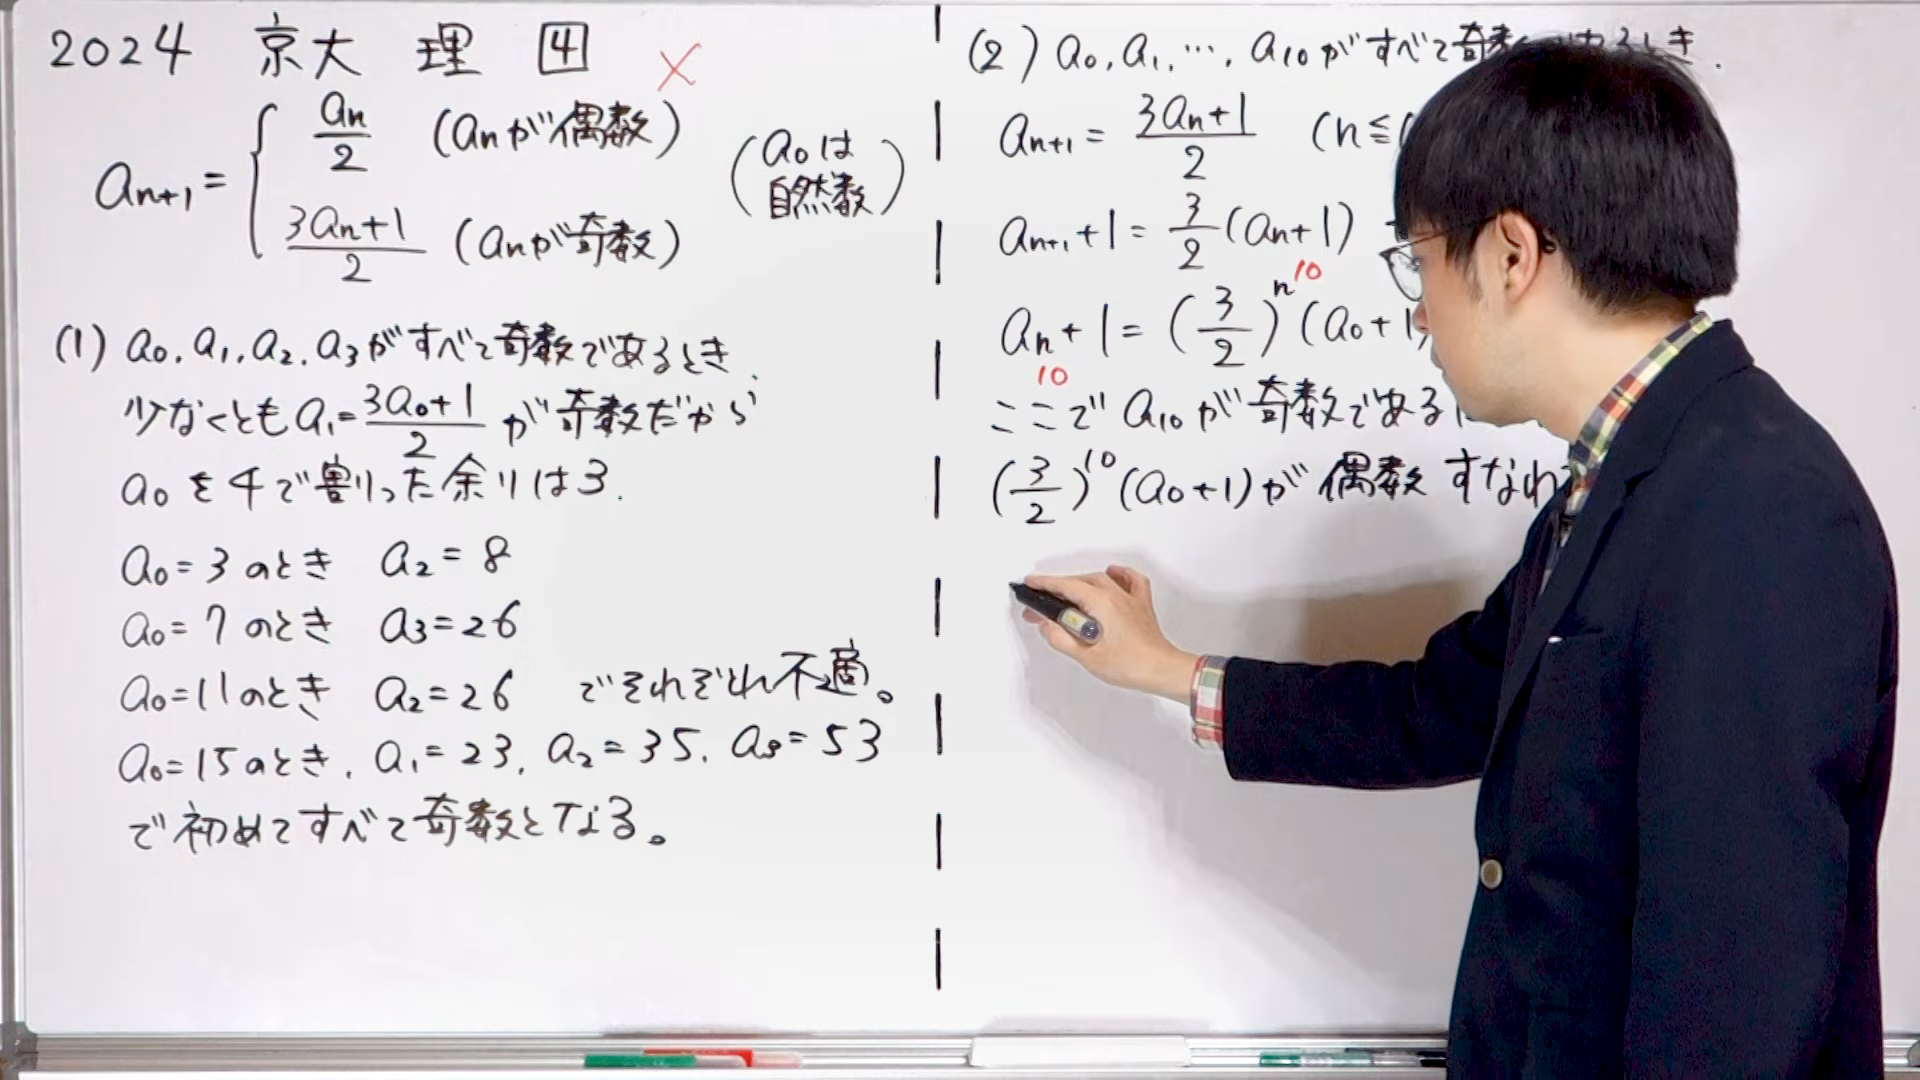 2024 京大 理 4 ×
a_{n+1} = { a_n/2 (a_nが偶数)
3a_n+1/2 (a_nが奇数)
(a_0は自然数)
(1) a_0, a_1, a_2, a_3がすべて奇数であるとき,
少なくともa_1=3a_0+1/2が奇数だから
a_0を4で割った余りは3.
a_0=3のとき a_2=8
a_0=7のとき a_3=26
a_0=11のとき a_2=26 でそれぞれ不適。
a_0=15のとき, a_1=23, a_2=35, a_3=53
で初めてすべて奇数となる。
(2) a_0, a_1, …, a_10がすべて奇数であるとき,
a_{n+1} = 3a_n+1/2 (n≦
a_{n+1}+1 = 3/2(a_n+1)
a_n+1 = (3/2)^n (a_0+1
10
10
ここでa_10が奇数である
(3/2)^10 (a_0+1)が偶数 すなわ